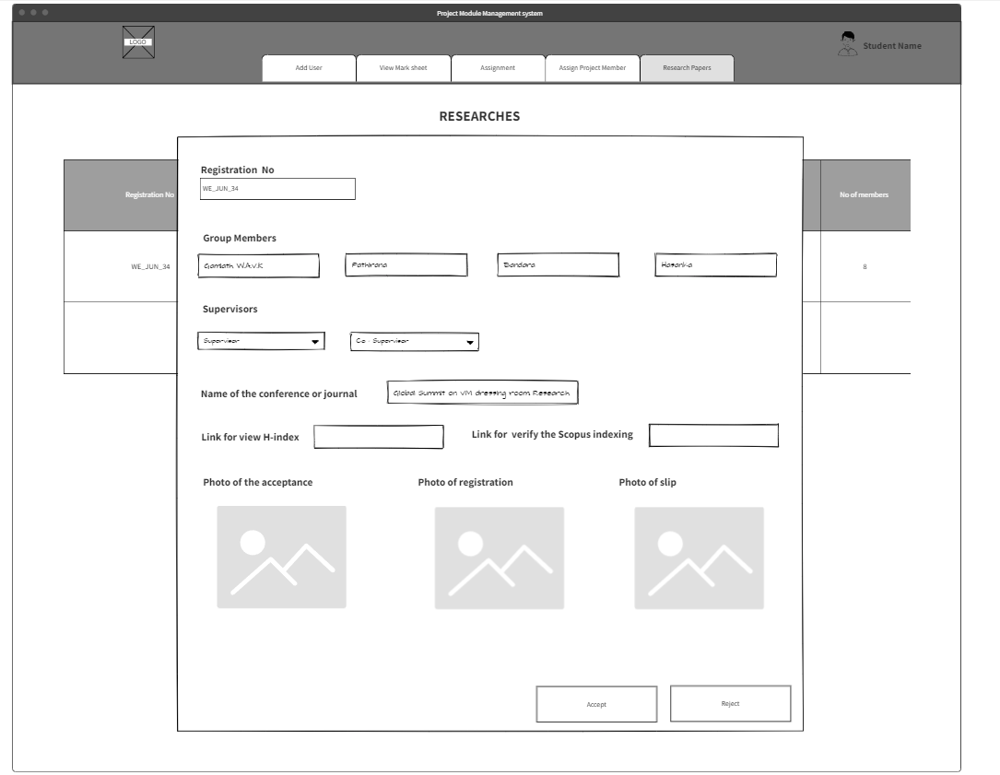 Project Module Management system
LOGO
Student Name
Add User
View Mark sheet
Assignment
Assign Project Member
Research Papers
RESEARCHES
Registration No
No of members
WE_JUN_34
8
Registration No
WE_JUN_34
Group Members
Gamlath W.A.V.K
Pathirana
Bandara
Hasanka
Supervisors
Supervisor
Co - Supervisor
Name of the conference or journal
Global Summit on VM dressing room Research
Link for view H-index
Link for verify the Scopus indexing
Photo of the acceptance
Photo of registration
Photo of slip
Accept
Reject